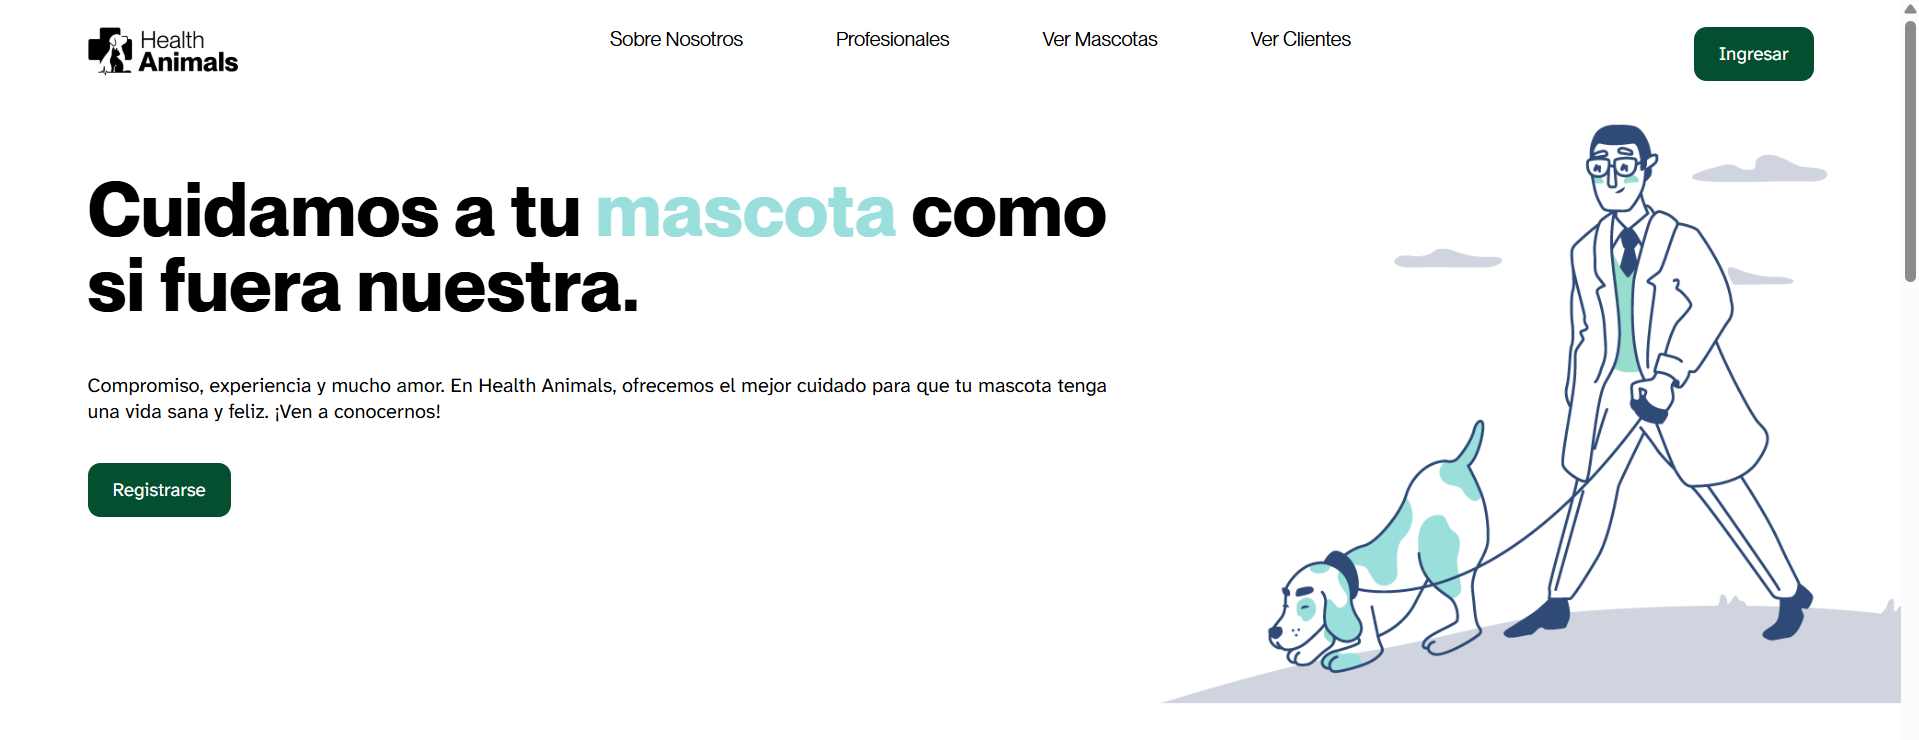 Health
Animals
Sobre Nosotros
Profesionales
Ver Mascotas
Ver Clientes
Ingresar
Cuidamos a tu mascota como
si fuera nuestra.
Compromiso, experiencia y mucho amor. En Health Animals, ofrecemos el mejor cuidado para que tu mascota tenga
una vida sana y feliz. ¡Ven a conocernos!
Registrarse